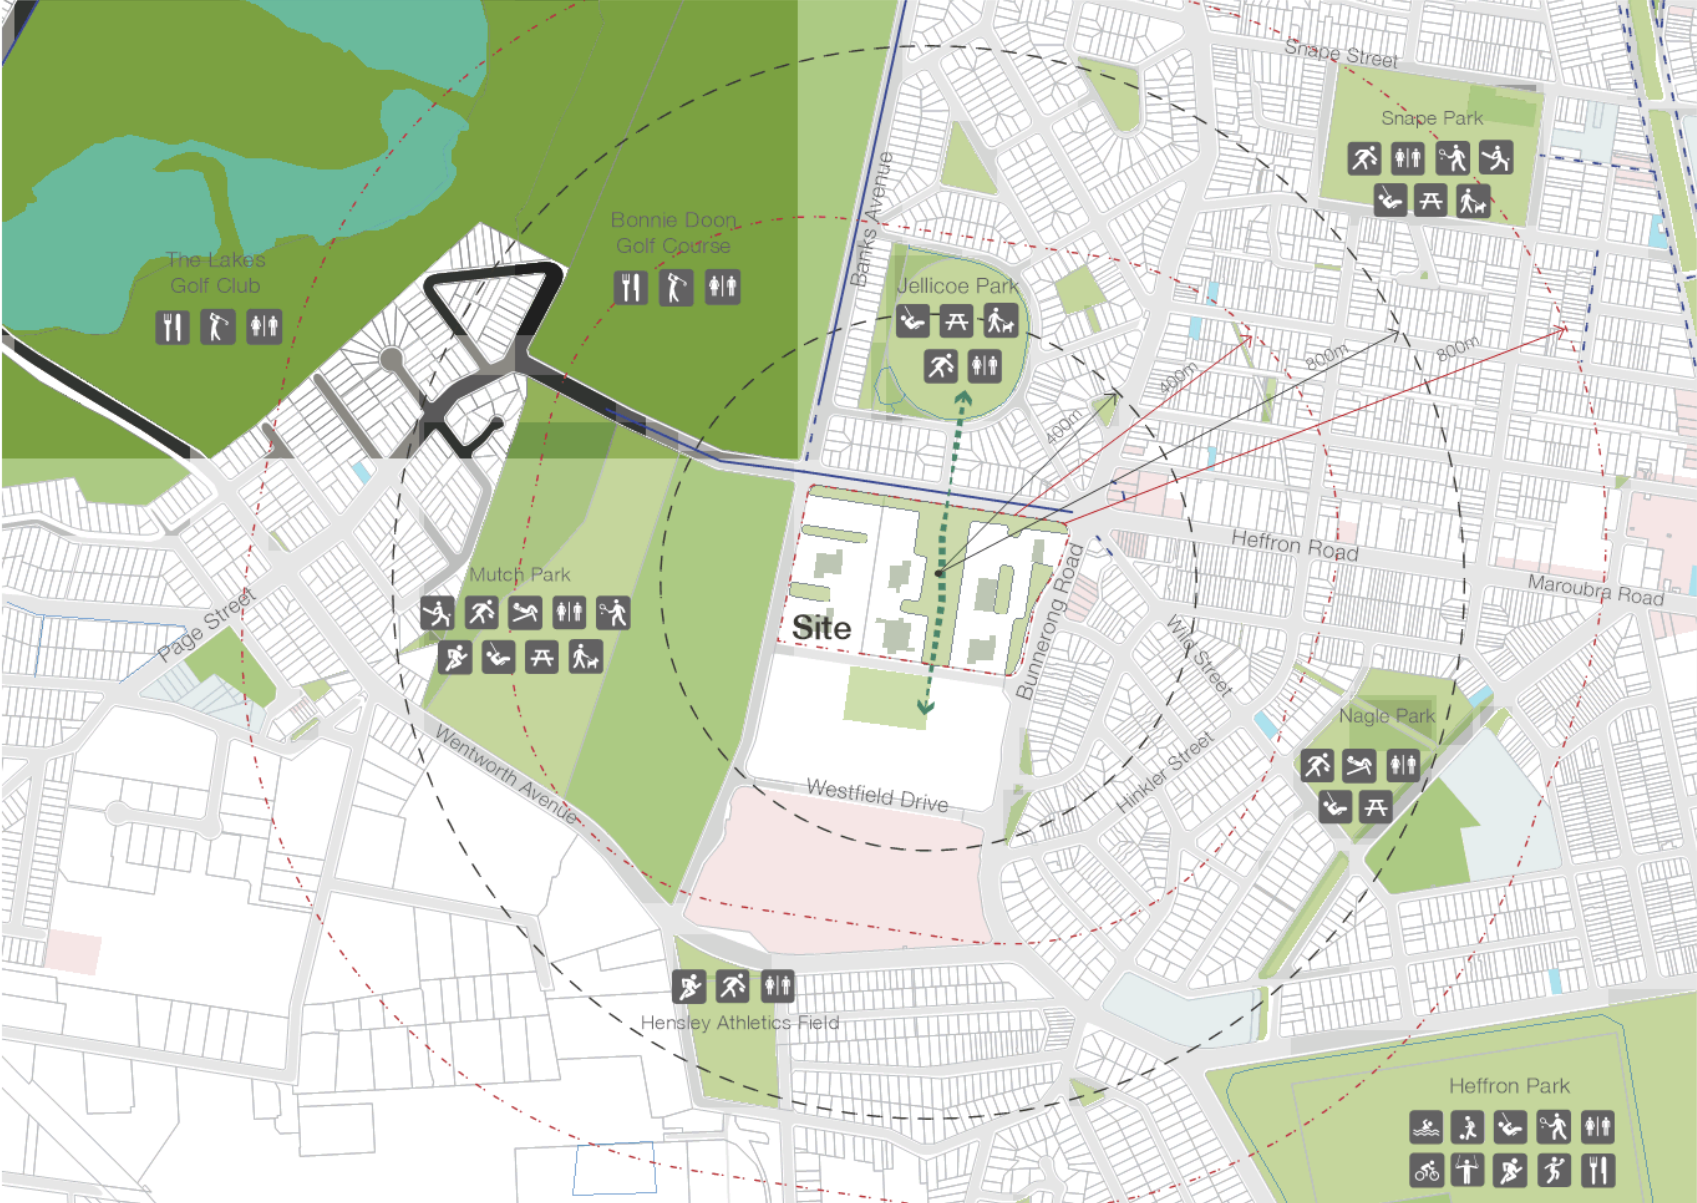 Snape Street
Snape Park
Banks Avenue
Bonnie Doon
Golf Course
The Lakes
Golf Club
Jellicoe Park
400m
800m
800m
400m
Heffron Road
Maroubra Road
Mutch Park
Page Street
Site
Bunnerong Road
Wild Street
Nagle Park
Wentworth Avenue
Westfield Drive
Hinkler Street
Hensley Athletics Field
Heffron Park